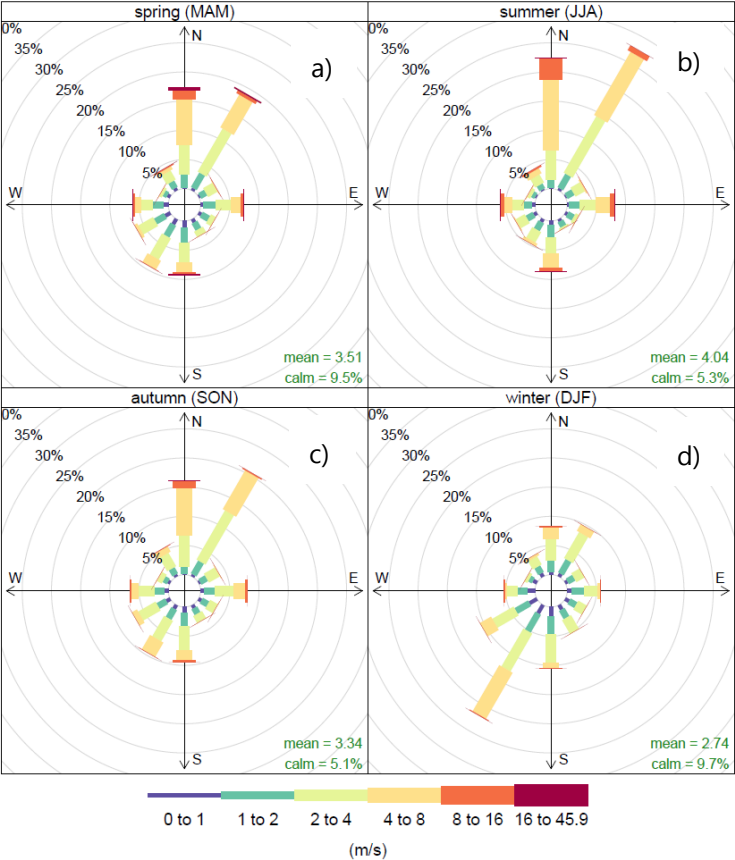 spring (MAM)
0%
35%
30%
25%
20%
15%
10%
5%
N
a)
W
E
S
mean = 3.51
calm = 9.5%
summer (JJA)
0%
35%
30%
25%
20%
15%
10%
5%
N
b)
W
E
S
mean = 4.04
calm = 5.3%
autumn (SON)
0%
35%
30%
25%
20%
15%
10%
5%
N
c)
W
E
S
mean = 3.34
calm = 5.1%
winter (DJF)
0%
35%
30%
25%
20%
15%
10%
5%
N
d)
W
E
S
mean = 2.74
calm = 9.7%
0 to 1 1 to 2 2 to 4 4 to 8 8 to 16 16 to 45.9
(m/s)